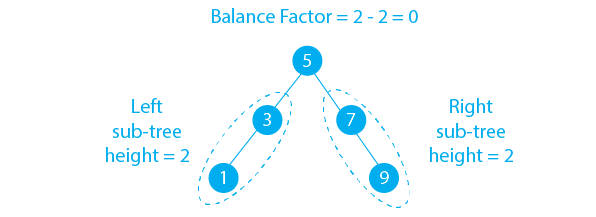 Balance Factor = 2 - 2 = 0
5
Left
sub-tree
height = 2
3
7
Right
sub-tree
height = 2
1
9